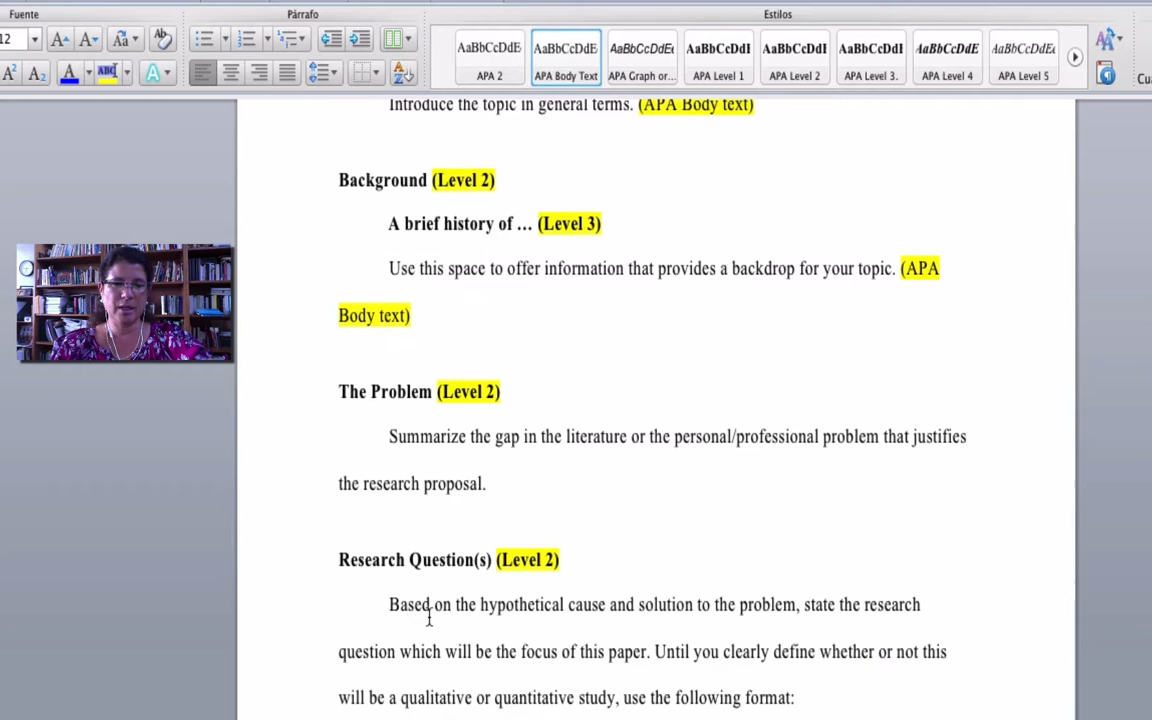 Fuente
Párrafo
Estilos
12
A
A
Aa
AaBbCcDdE
AaBbCcDdE
AaBbCcDdE
AaBbCcDdI
AaBbCcDdI
AaBbCcDdI
AaBbCcDdE
AaBbCcDdE
APA 2
APA Body Text
APA Graph or...
APA Level 1
APA Level 2
APA Level 3.
APA Level 4
APA Level 5
Introduce the topic in general terms. (APA Body text)
Background (Level 2)
A brief history of … (Level 3)
Use this space to offer information that provides a backdrop for your topic. (APA
Body text)
The Problem (Level 2)
Summarize the gap in the literature or the personal/professional problem that justifies
the research proposal.
Research Question(s) (Level 2)
Based on the hypothetical cause and solution to the problem, state the research
question which will be the focus of this paper. Until you clearly define whether or not this
will be a qualitative or quantitative study, use the following format: